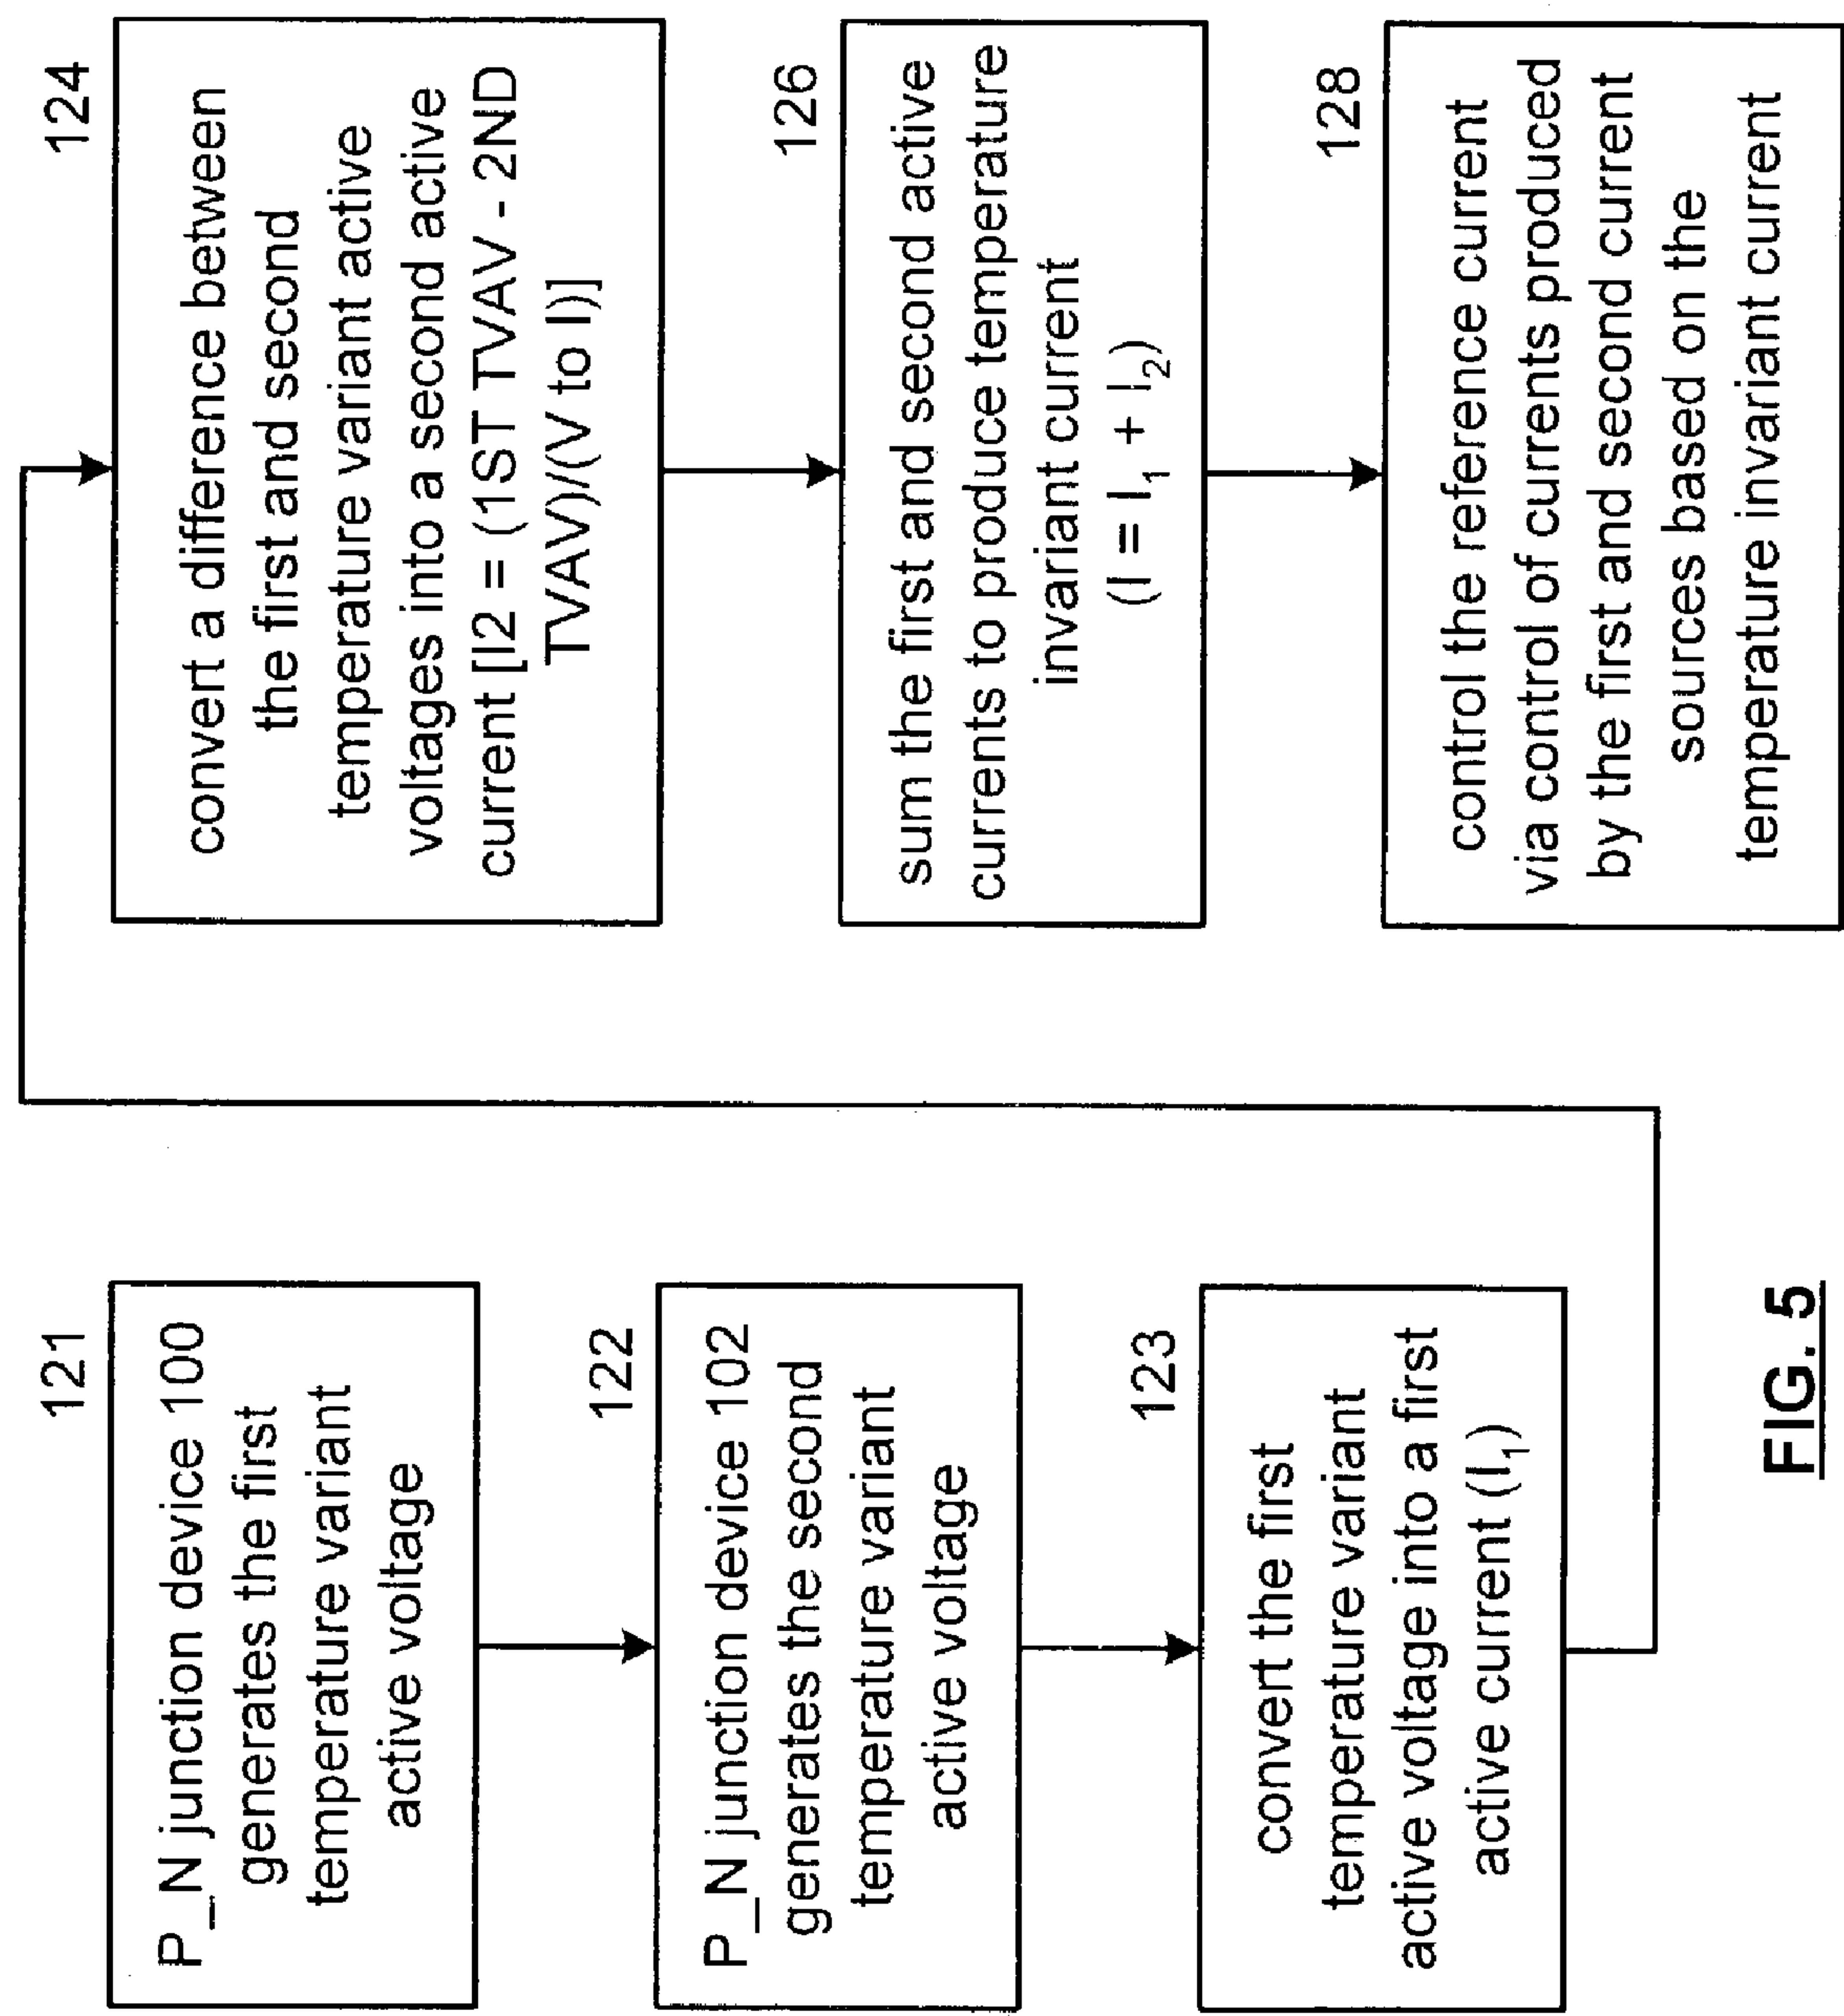 121
P_N junction device 100
generates the first
temperature variant
active voltage
122
P_N junction device 102
generates the second
temperature variant
active voltage
123
convert the first
temperature variant
active voltage into a first
active current (I₁)
124
convert a difference between
the first and second
temperature variant active
voltages into a second active
current [I2 = (1ST TVAV - 2ND
TVAV)/(V to I)]
126
sum the first and second active
currents to produce temperature
invariant current
(I = I₁ + I₂)
128
control the reference current
via control of currents produced
by the first and second current
sources based on the
temperature invariant current
FIG. 5